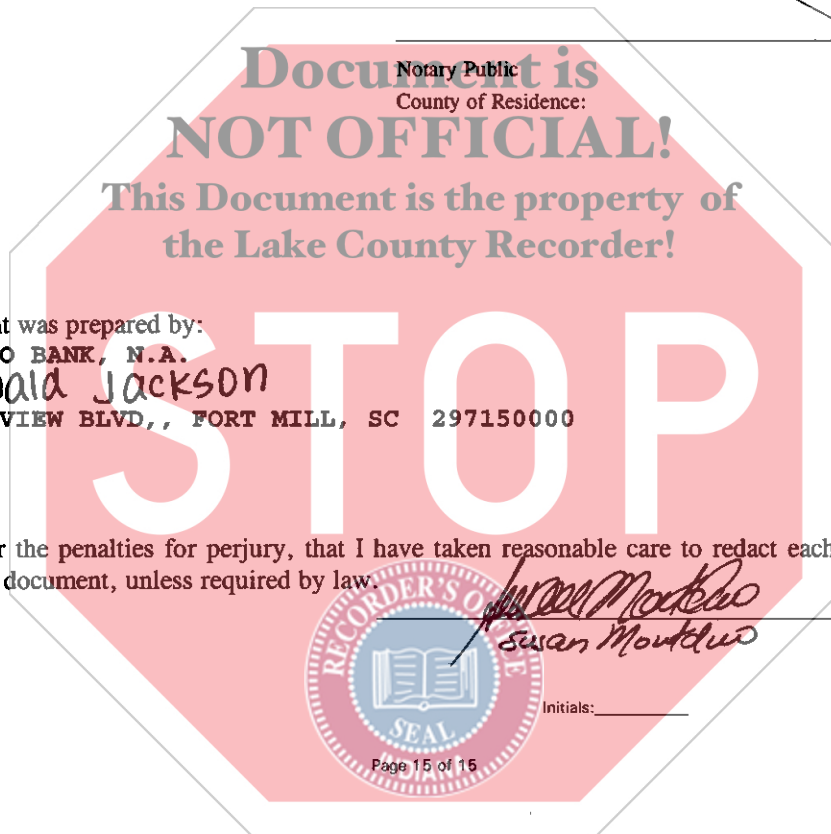 Document is
Notary Public
County of Residence:
NOT OFFICIAL!
This Document is the property of
the Lake County Recorder!
STOP
t was prepared by:
O BANK, N.A.
ald Jackson
VIEW BLVD,, FORT MILL, SC 297150000
r the penalties for perjury, that I have taken reasonable care to redact each
document, unless required by law.
Susan
RECORDER'S OFFICE
SEAL
INDIANA
Initials:
Page 15 of 15